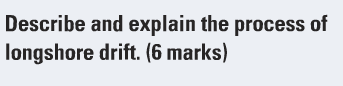 Describe and explain the process of
longshore drift. (6 marks)